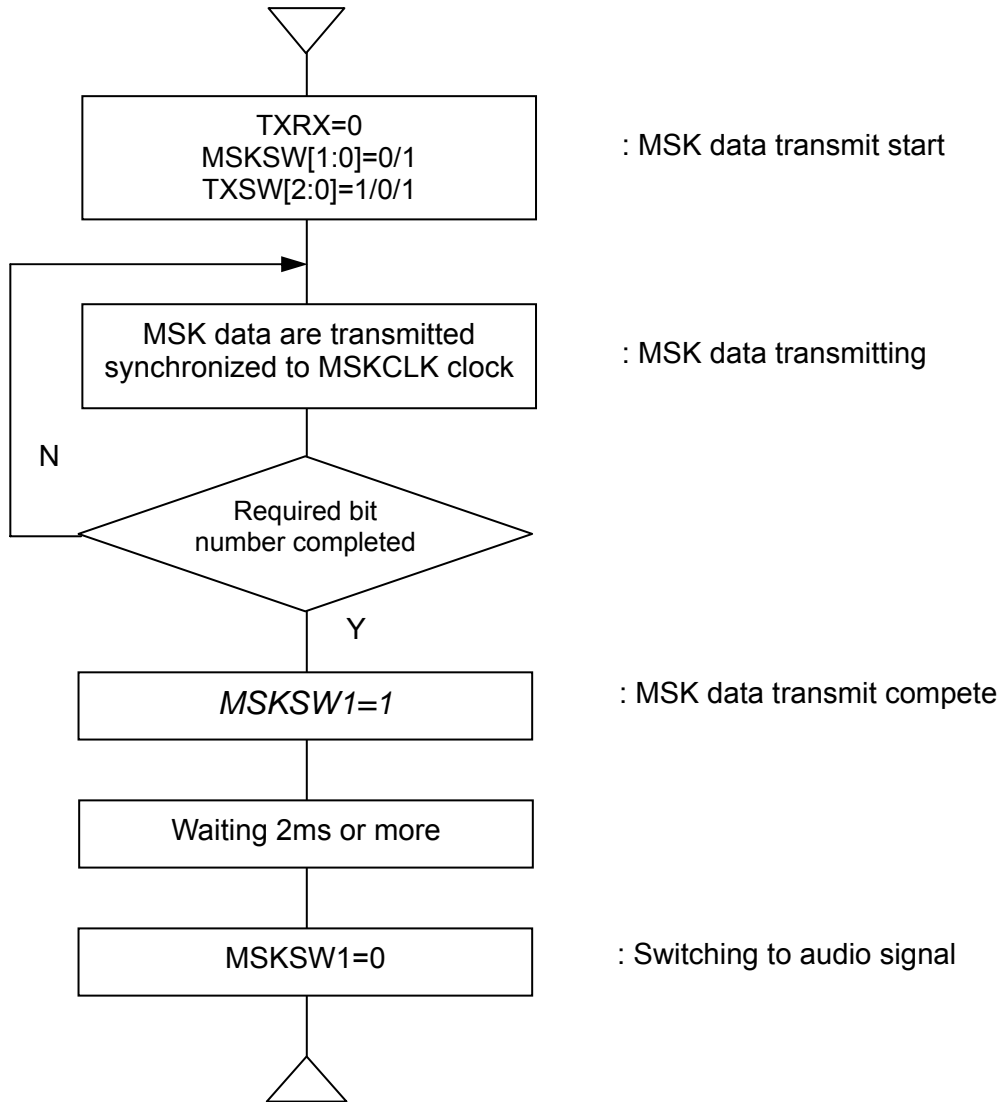 TXRX=0
MSKSW[1:0]=0/1
TXSW[2:0]=1/0/1
: MSK data transmit start
MSK data are transmitted
synchronized to MSKCLK clock
: MSK data transmitting
N
Required bit
number completed
Y
MSKSW1=1
: MSK data transmit compete
Waiting 2ms or more
MSKSW1=0
: Switching to audio signal